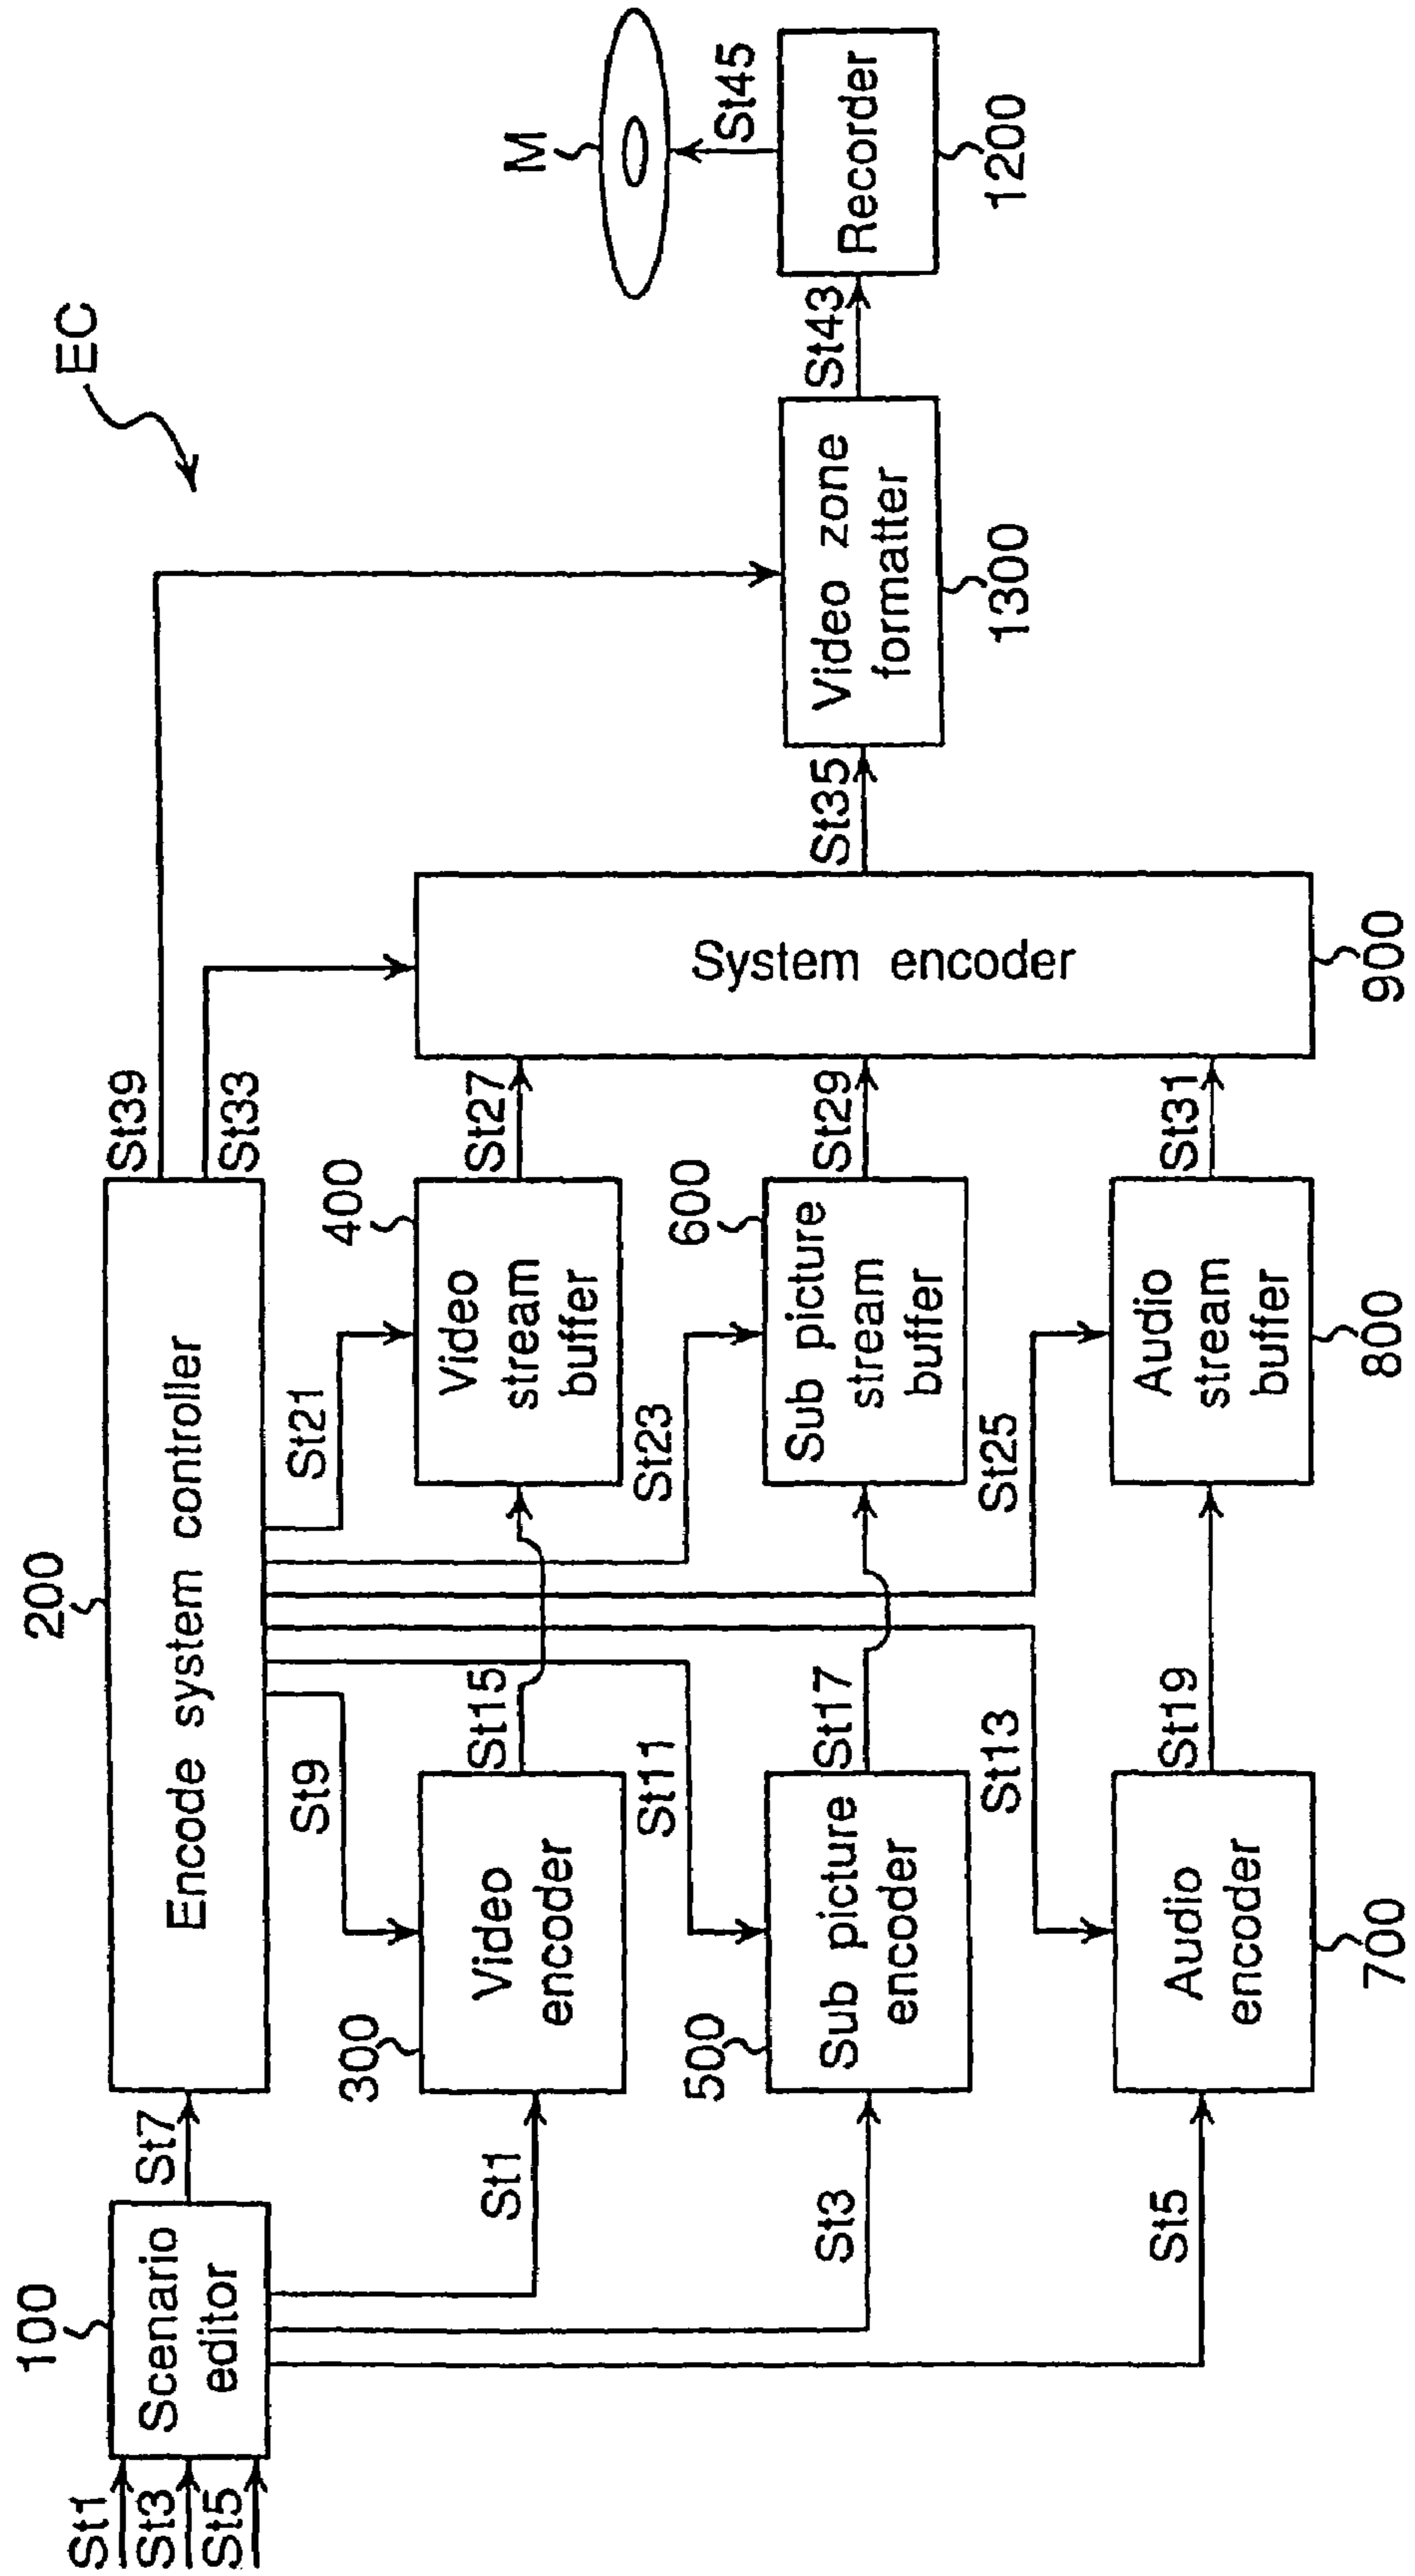 EC
St1
St3
St5
100
Scenario
editor
St7
200
Encode system controller
St39
St33
St1
St3
St5
St9
St11
St13
St21
St23
St25
300
Video
encoder
St15
400
Video
stream
buffer
St27
500
Sub picture
encoder
St17
600
Sub picture
stream
buffer
St29
Audio
encoder
700
St19
Audio
stream
buffer
800
St31
System encoder
900
St35
Video zone
formatter
1300
St43
Recorder
1200
St45
M